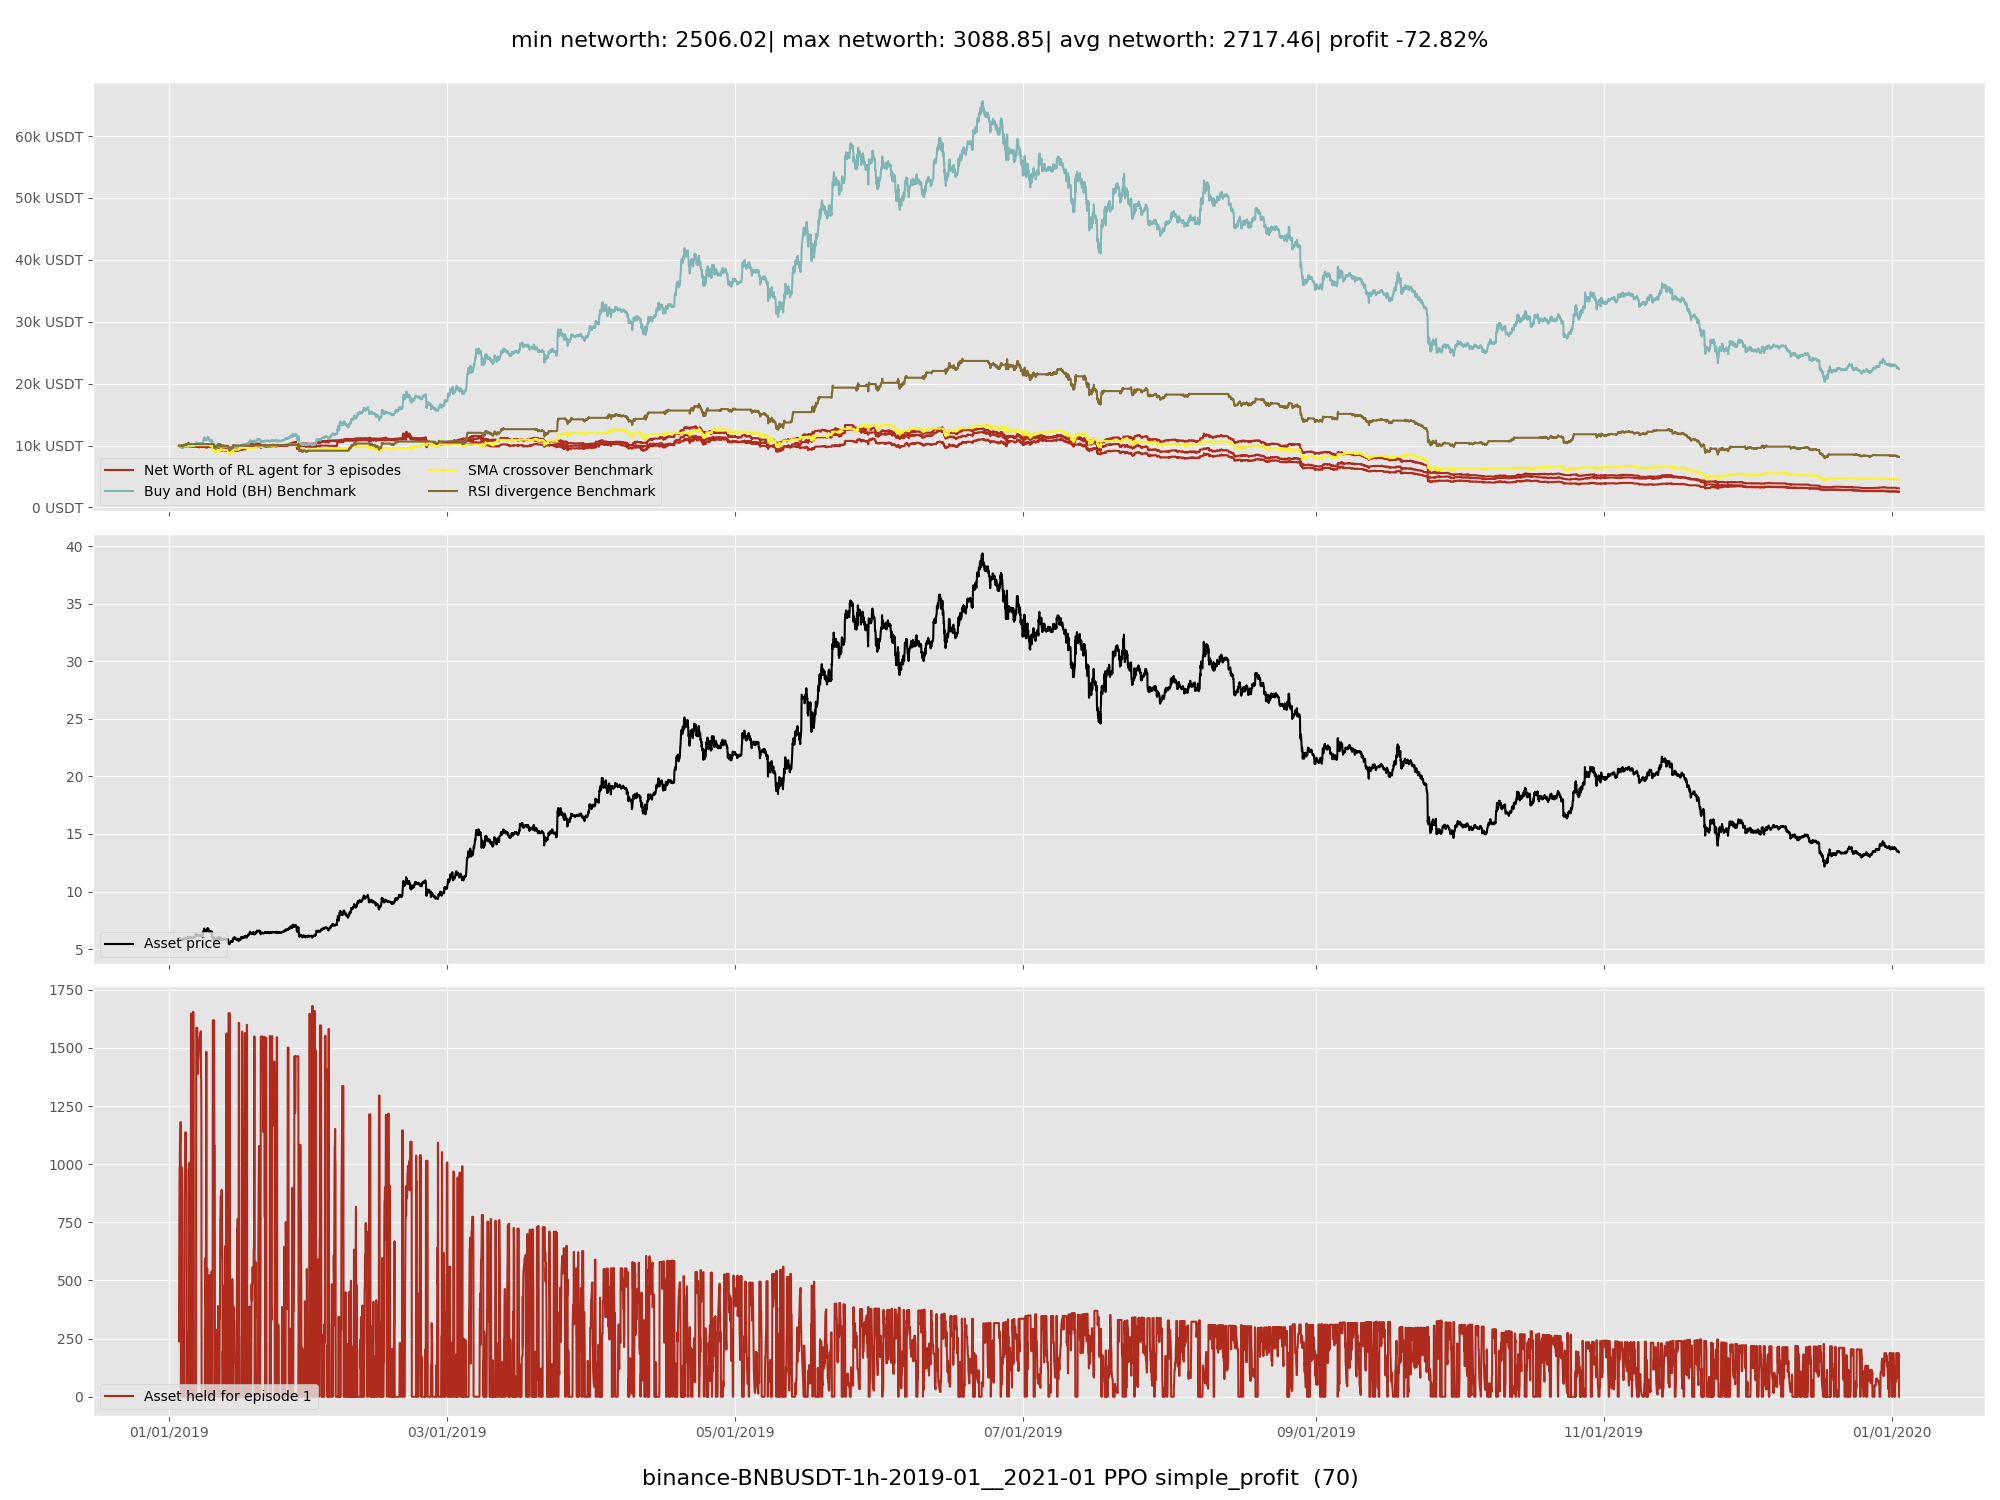 min networth: 2506.02| max networth: 3088.85| avg networth: 2717.46| profit -72.82%
60k USDT
50k USDT
40k USDT
30k USDT
20k USDT
10k USDT
0 USDT
Net Worth of RL agent for 3 episodes
Buy and Hold (BH) Benchmark
SMA crossover Benchmark
RSI divergence Benchmark
40
35
30
25
20
15
10
5
Asset price
1750
1500
1250
1000
750
500
250
0
Asset held for episode 1
01/01/2019 03/01/2019 05/01/2019 07/01/2019 09/01/2019 11/01/2019 01/01/2020
binance-BNBUSDT-1h-2019-01__2021-01 PPO simple_profit (70)